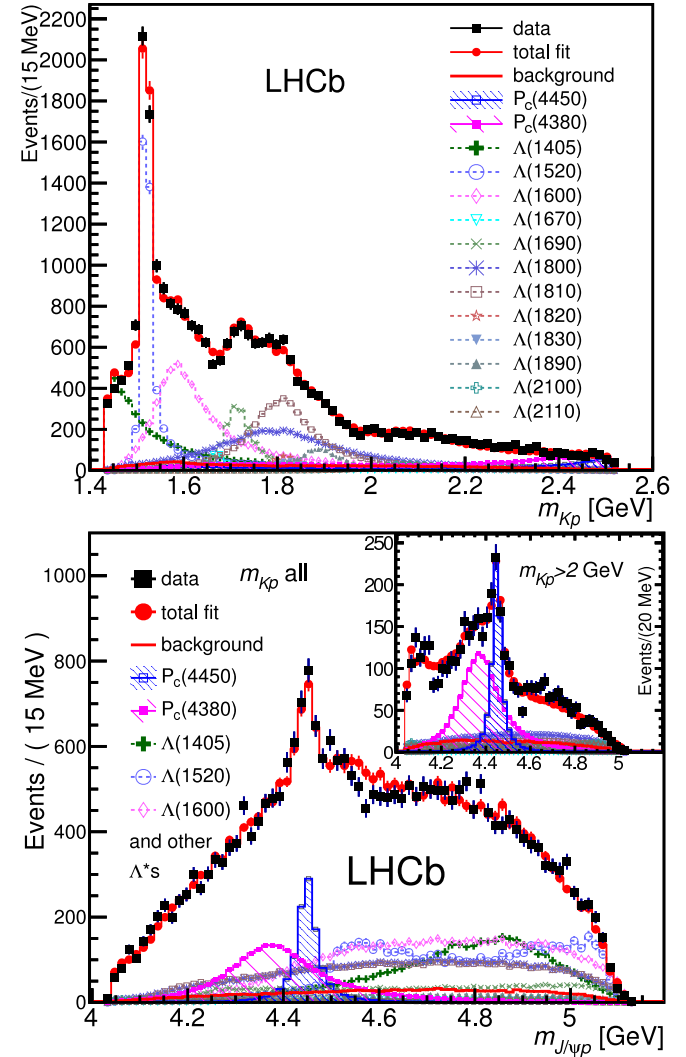 Events/(15 MeV)
2200
2000
1800
1600
1400
1200
1000
800
600
400
200
0
LHCb
data
total fit
background
P_c(4450)
P_c(4380)
Λ(1405)
Λ(1520)
Λ(1600)
Λ(1670)
Λ(1690)
Λ(1800)
Λ(1810)
Λ(1820)
Λ(1830)
Λ(1890)
Λ(2100)
Λ(2110)
1.4 1.6 1.8 2 2.2 2.4 2.6
m_Kp [GeV]
Events / ( 15 MeV )
1000
800
600
400
200
0
m_Kp all
data
total fit
background
P_c(4450)
P_c(4380)
Λ(1405)
Λ(1520)
Λ(1600)
and other
Λ*s
LHCb
250
200
150
100
50
0
m_Kp>2 GeV
Events/(20 MeV)
4 4.2 4.4 4.6 4.8 5
4 4.2 4.4 4.6 4.8 5
m_J/ψp [GeV]